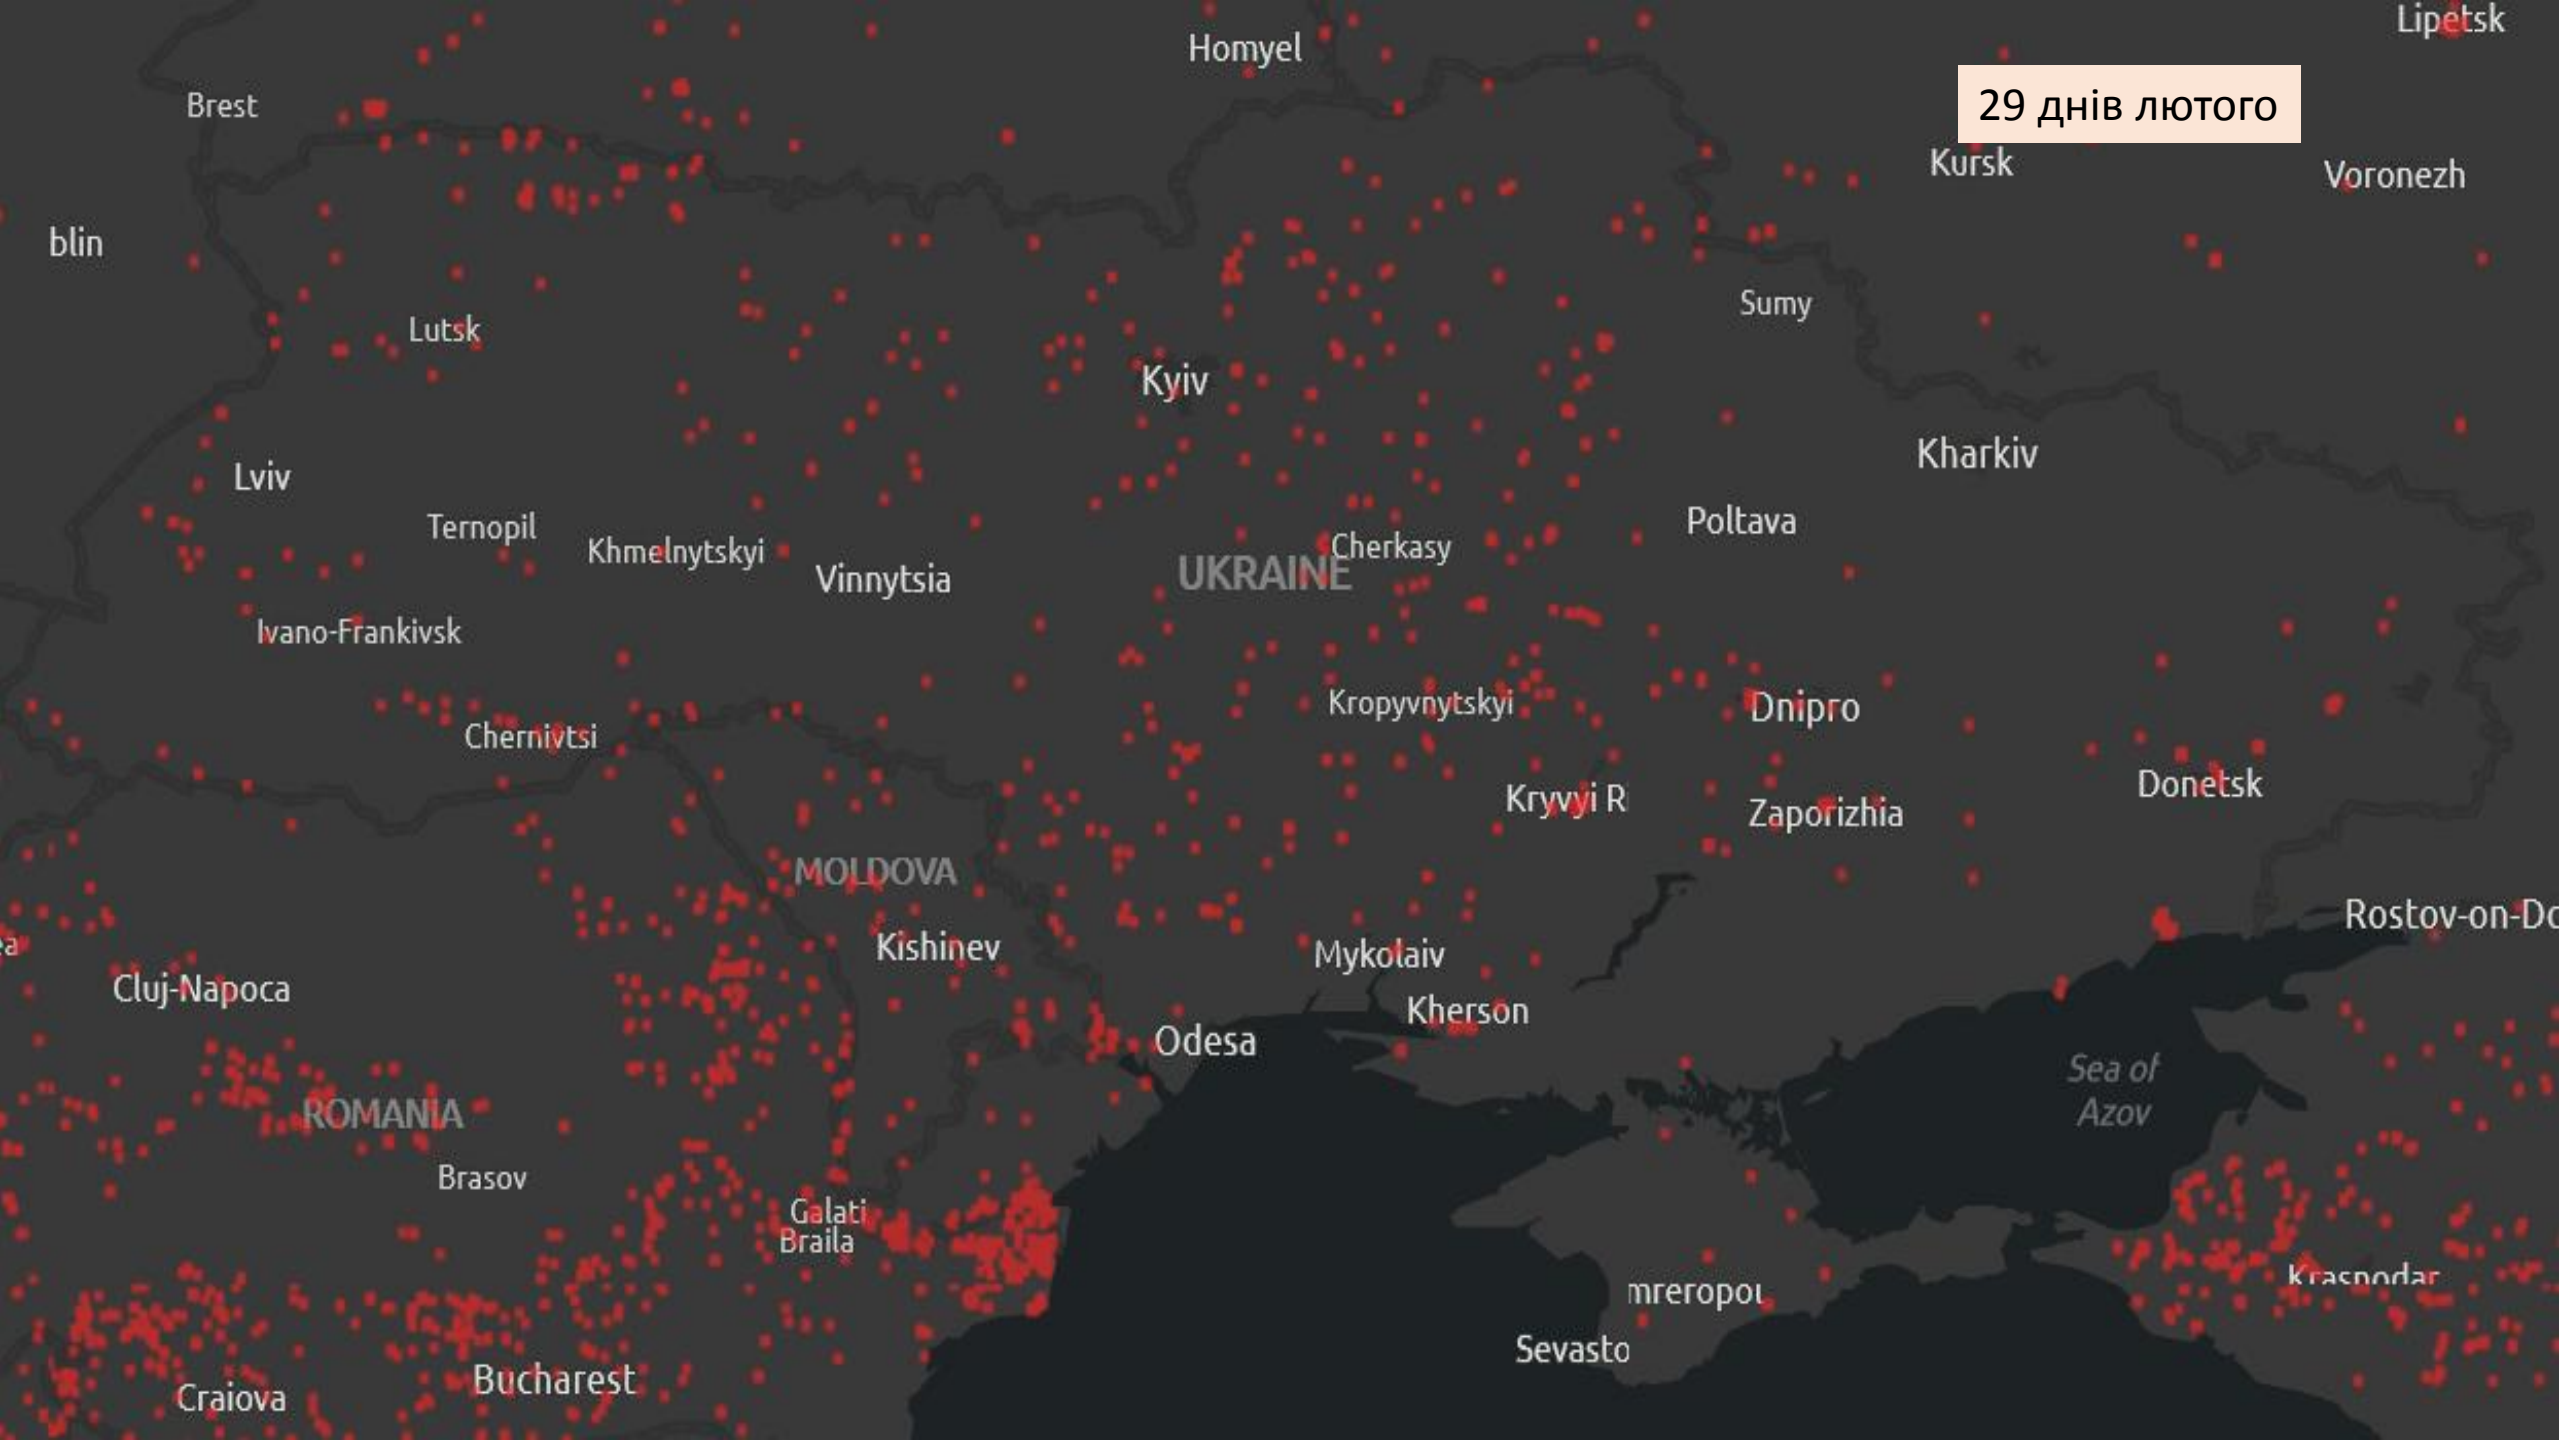 Lipetsk
Homyel
29 днів лютого
Brest
Kursk
Voronezh
blin
Sumy
Lutsk
Kyiv
Kharkiv
Lviv
Ternopil
Poltava
Khmelnytskyi
Cherkasy
Vinnytsia
UKRAINE
Ivano-Frankivsk
Kropyvnytskyi
Dnipro
Chernivtsi
Donetsk
Kryvyi R
Zaporizhia
MOLDOVA
Rostov-on-Do
ea
Kishinev
Mykolaiv
Cluj-Napoca
Kherson
Odesa
Sea of
Azov
ROMANIA
Brasov
Galati
Braila
Krasnodar
Sevasto
Bucharest
Craiova